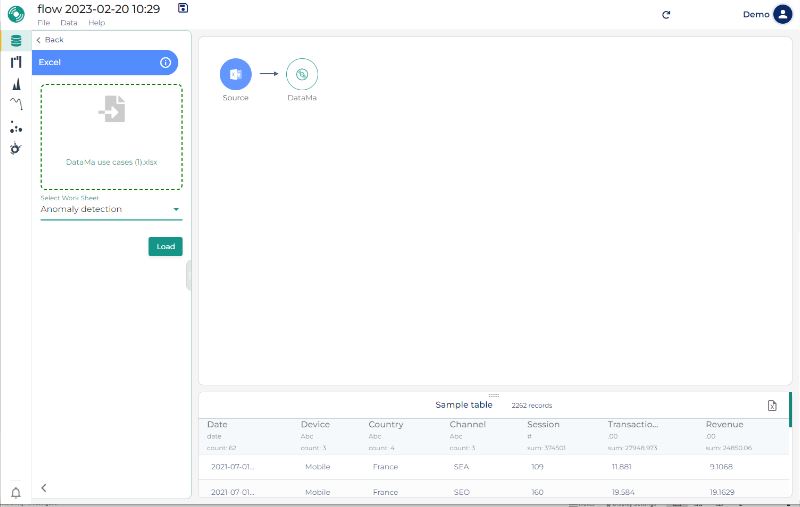 flow 2023-02-20 10:29
File Data Help
Demo
Back
Excel
DataMa use cases (1).xlsx
Select Work Sheet
Anomaly detection
Load
Source
DataMa
Sample table 2262 records
Date Device Country Channel Session Transactio... Revenue
date Abc Abc Abc # .00 .00
count: 62 count: 3 count: 4 count: 3 sum: 374501 sum: 27946.973 sum: 24850.06
2021-07-01... Mobile France SEA 109 11.881 9.1068
2021-07-01... Mobile France SEO 160 19.584 19.1629